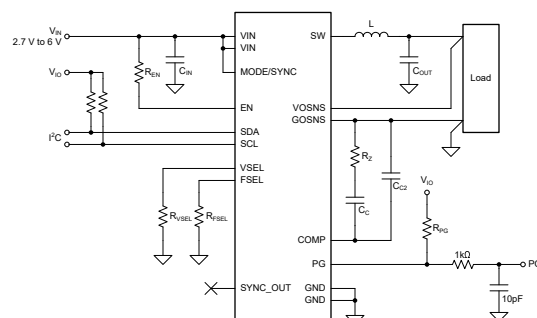 VIN
2.7 V to 6 V
VIO
I²C
REN
CIN
RVSEL
RFSEL
VIN
VIN
MODE/SYNC
EN
SDA
SCL
VSEL
FSEL
SYNC_OUT
SW
VOSNS
GOSNS
COMP
PG
GND
GND
L
COUT
Load
RZ
CC
CC2
VIO
RPG
1kΩ
10pF